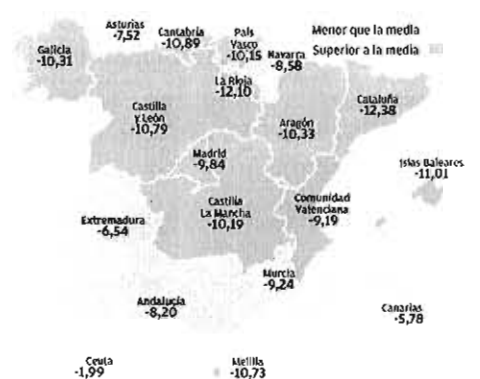 Asturias
-7,52
Cantabria
-10,89
País
Vasco
-10,15
Navarra
-8,58
Menor que la media
Superior a la media
Galicia
-10,31
La Rioja
-12,10
Castilla
y León
-10,79
Aragón
-10,33
Cataluña
-12,38
Madrid
-9,84
Islas Baleares
-11,01
Extremadura
-6,54
Castilla
La Mancha
-10,19
Comunidad
Valenciana
-9,19
Murcia
-9,24
Andalucía
-8,20
Canarias
-5,78
Ceuta
-1,99
Melilla
-10,73